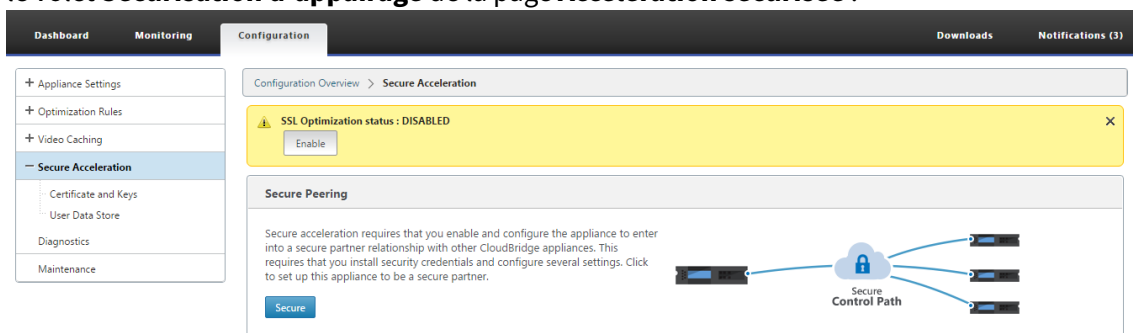 le volet Sécurisation d'appairage de la page Accélération sécurisée :
Dashboard Monitoring Configuration Downloads Notifications (3)
+ Appliance Settings
+ Optimization Rules
+ Video Caching
− Secure Acceleration
Certificate and Keys
User Data Store
Diagnostics
Maintenance
Configuration Overview > Secure Acceleration
SSL Optimization status : DISABLED
Enable
Secure Peering
Secure acceleration requires that you enable and configure the appliance to enter
into a secure partner relationship with other CloudBridge appliances. This
requires that you install security credentials and configure several settings. Click
to set up this appliance to be a secure partner.
Secure
Secure
Control Path